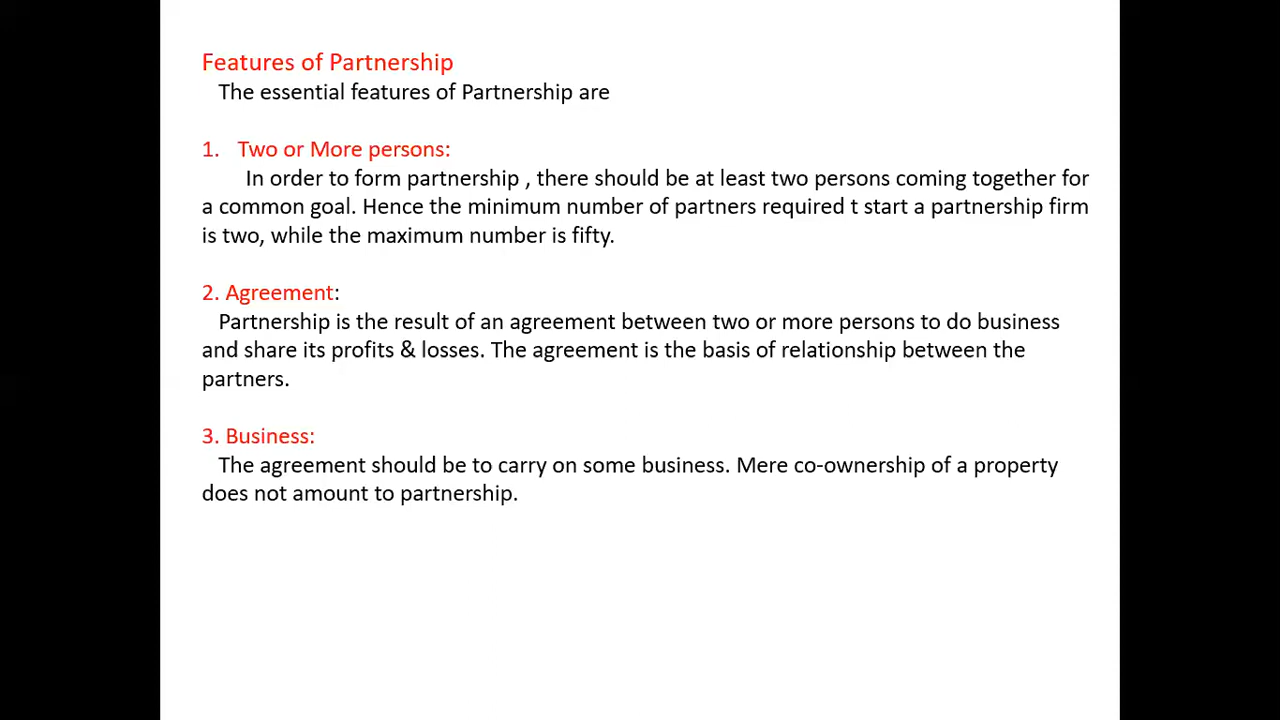 Features of Partnership
The essential features of Partnership are
1. Two or More persons:
In order to form partnership , there should be at least two persons coming together for
a common goal. Hence the minimum number of partners required t start a partnership firm
is two, while the maximum number is fifty.
2. Agreement:
Partnership is the result of an agreement between two or more persons to do business
and share its profits & losses. The agreement is the basis of relationship between the
partners.
3. Business:
The agreement should be to carry on some business. Mere co-ownership of a property
does not amount to partnership.